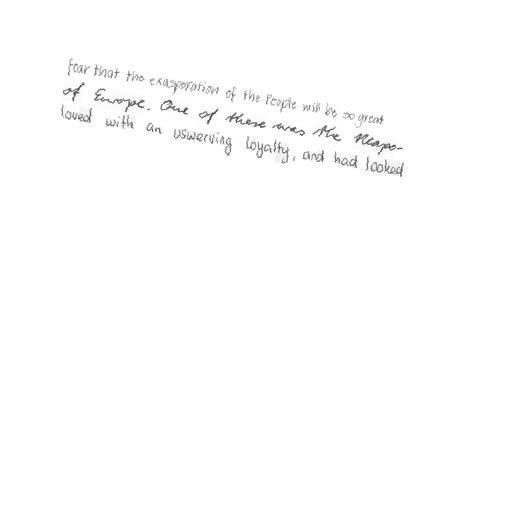 fear that the exasperation of the People will be so great
of Europe. One of these was the Neapo-
loved with an usweeving loyalty, and had looked